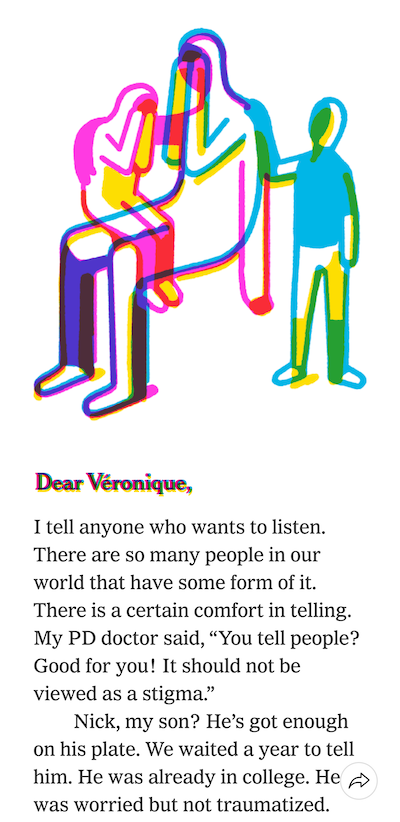 Dear Véronique,
I tell anyone who wants to listen.
There are so many people in our
world that have some form of it.
There is a certain comfort in telling.
My PD doctor said, “You tell people?
Good for you! It should not be
viewed as a stigma.”
Nick, my son? He’s got enough
on his plate. We waited a year to tell
him. He was already in college. He
was worried but not traumatized.